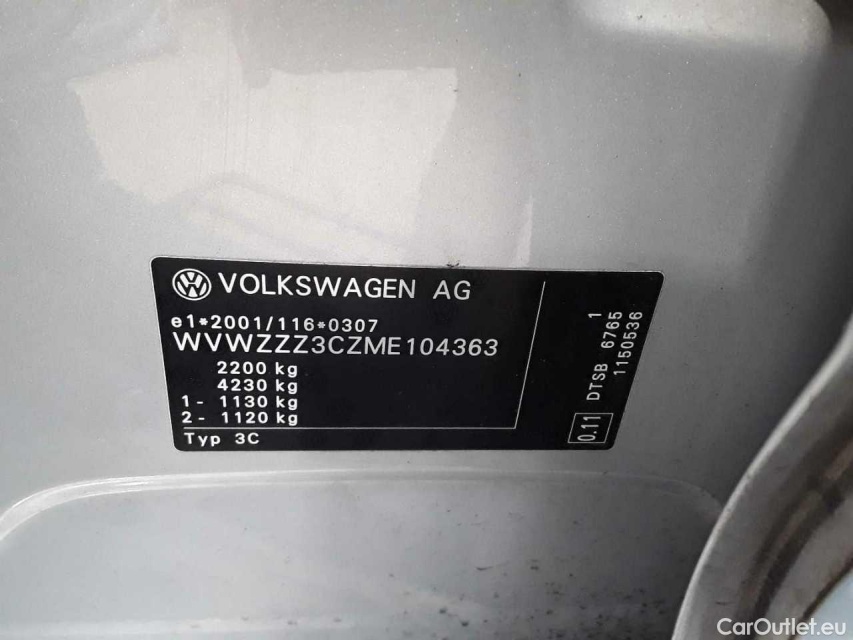 VOLKSWAGEN AG
e1*2001/116*0307
WVWZZZ3CZME104363
2200 kg
4230 kg
1 - 1130 kg
2 - 1120 kg
Typ 3C
1
DTSB 6765
1150536
0.11
CarOutlet.eu